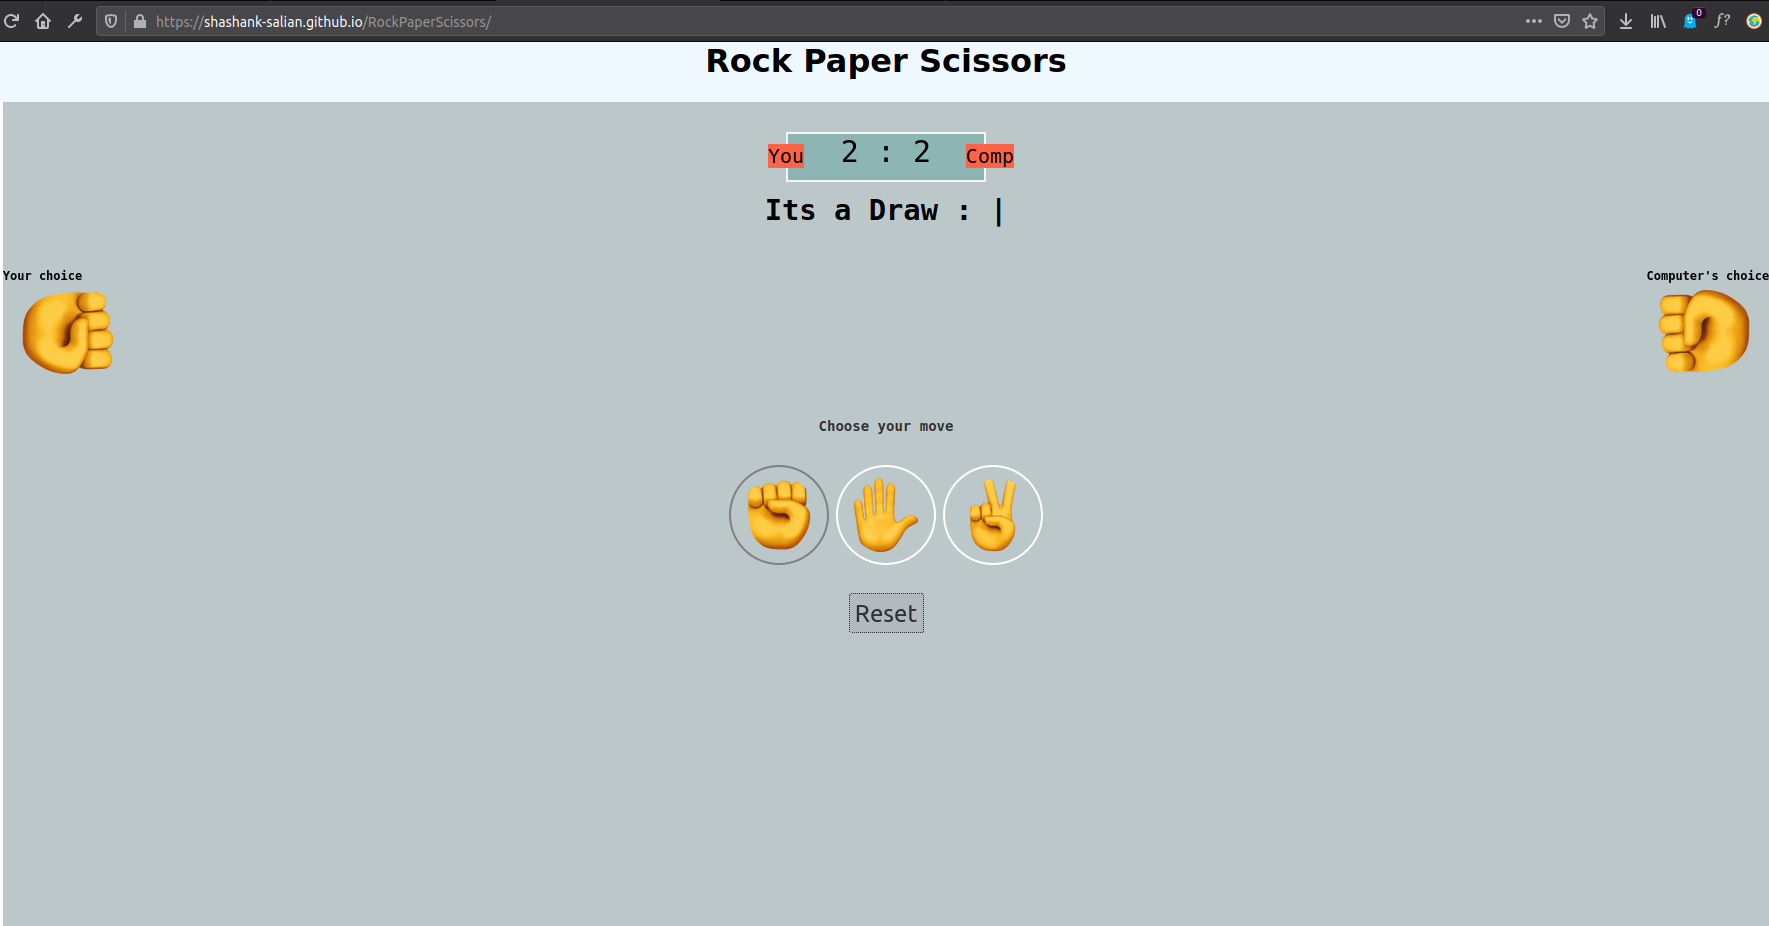 https://shashank-salian.github.io/RockPaperScissors/
0
f?
Rock Paper Scissors
You 2 : 2 Comp
Its a Draw : |
Your choice
Computer's choice
Choose your move
Reset